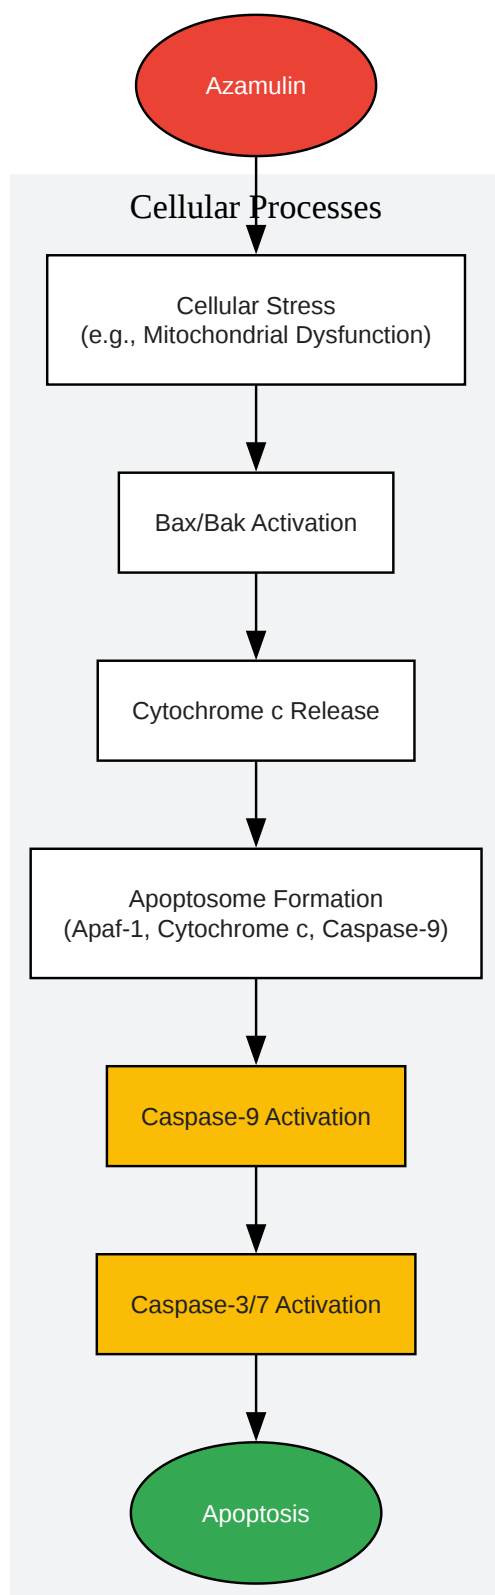 Azamulin
Cellular Processes
Cellular Stress
(e.g., Mitochondrial Dysfunction)
Bax/Bak Activation
Cytochrome c Release
Apoptosome Formation
(Apaf-1, Cytochrome c, Caspase-9)
Caspase-9 Activation
Caspase-3/7 Activation
Apoptosis